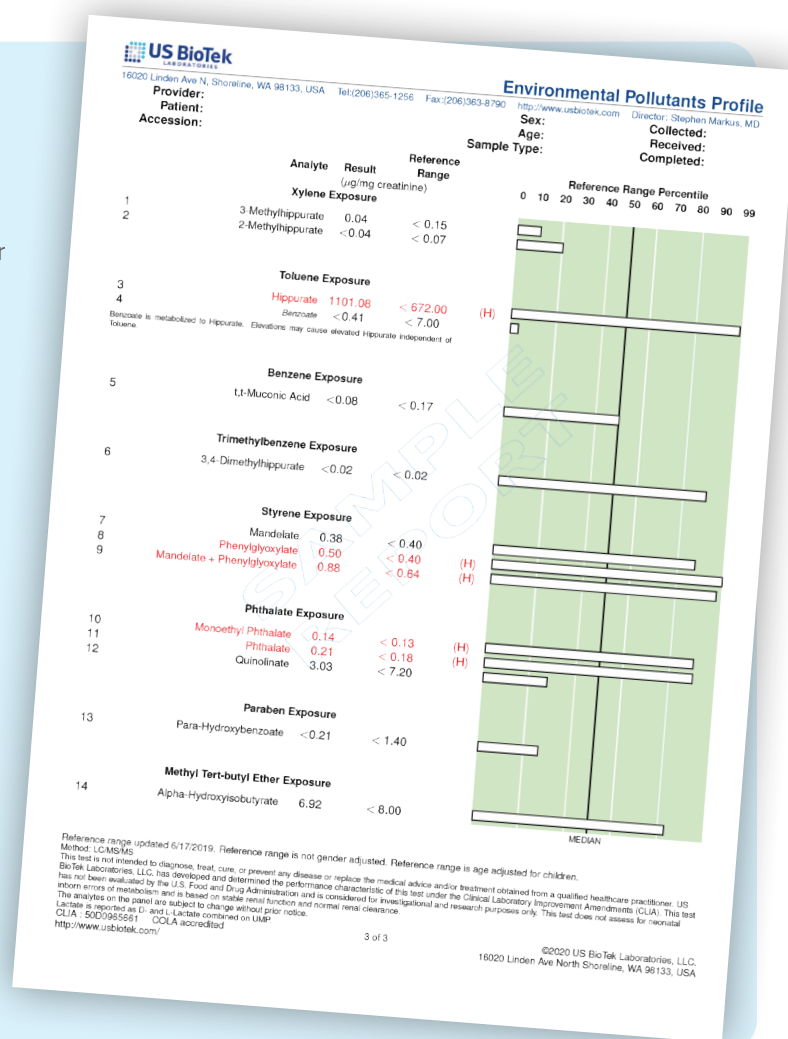 US BioTek
LABORATORIES
Environmental Pollutants Profile
16020 Linden Ave N, Shoreline, WA 98133, USA Tel:(206)365-1256 Fax:(206)363-8790 http://www.usbiotek.com Director: Stephen Markus, MD
Provider: Sex: Collected:
Patient: Age: Received:
Accession: Sample Type: Completed:
Analyte Result Reference Range
(µg/mg creatinine)
Reference Range Percentile
0 10 20 30 40 50 60 70 80 90 99
Xylene Exposure
1 3-Methylhippurate 0.04 < 0.15
2 2-Methylhippurate <0.04 < 0.07
Toluene Exposure
3 Hippurate 1101.08 < 672.00 (H)
4 Benzoate <0.41 < 7.00
Benzoate is metabolized to Hippurate. Elevations may cause elevated Hippurate independent of
Toluene.
Benzene Exposure
5 t,t-Muconic Acid <0.08 < 0.17
Trimethylbenzene Exposure
6 3,4-Dimethylhippurate <0.02 < 0.02
Styrene Exposure
7 Mandelate 0.38 < 0.40
8 Phenylglyoxylate 0.50 < 0.40 (H)
9 Mandelate + Phenylglyoxylate 0.88 < 0.64 (H)
Phthalate Exposure
10 Monoethyl Phthalate 0.14 < 0.13 (H)
11 Phthalate 0.21 < 0.18 (H)
12 Quinolinate 3.03 < 7.20
Paraben Exposure
13 Para-Hydroxybenzoate <0.21 < 1.40
Methyl Tert-butyl Ether Exposure
14 Alpha-Hydroxyisobutyrate 6.92 < 8.00
MEDIAN
SAMPLE
REPORT
Reference range updated 6/17/2019. Reference range is not gender adjusted. Reference range is age adjusted for children.
Method: LC/MS/MS
This test is not intended to diagnose, treat, cure, or prevent any disease or replace the medical advice and/or treatment obtained from a qualified healthcare practitioner. US
BioTek Laboratories, LLC. has developed and determined the performance characteristic of this test under the Clinical Laboratory Improvement Amendments (CLIA). This test
has not been evaluated by the U.S. Food and Drug Administration and is considered for investigational and research purposes only. This test does not assess for neonatal
inborn errors of metabolism and is based on stable renal function and normal renal clearance.
The analytes on the panel are subject to change without prior notice.
Lactate is reported as D- and L-Lactate combined on UMP
CLIA : 50D0965661 COLA accredited
http://www.usbiotek.com/
3 of 3
©2020 US BioTek Laboratories, LLC.
16020 Linden Ave North Shoreline, WA 98133, USA